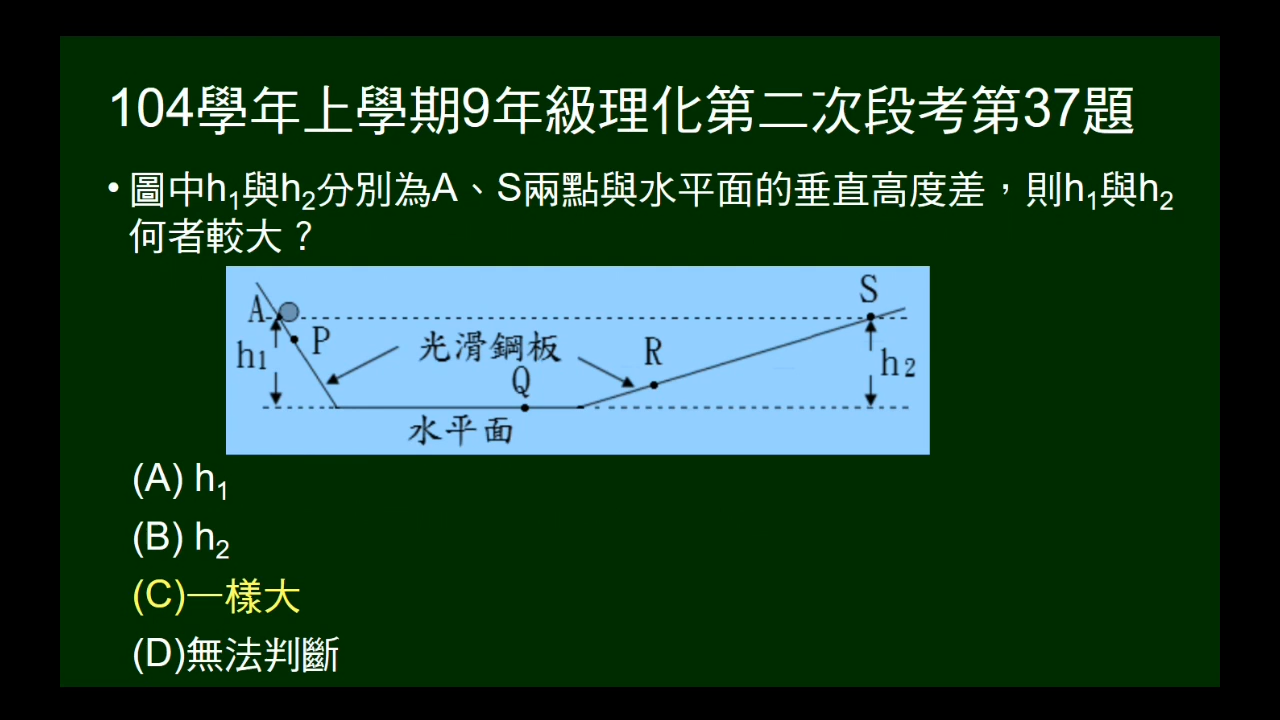 104學年上學期9年級理化第二次段考第37題
• 圖中h₁與h₂分別為A、S兩點與水平面的垂直高度差，則h₁與h₂
何者較大？
S
A
P
光滑鋼板
R
h1
h2
Q
水平面
(A) h₁
(B) h₂
(C)一樣大
(D)無法判斷